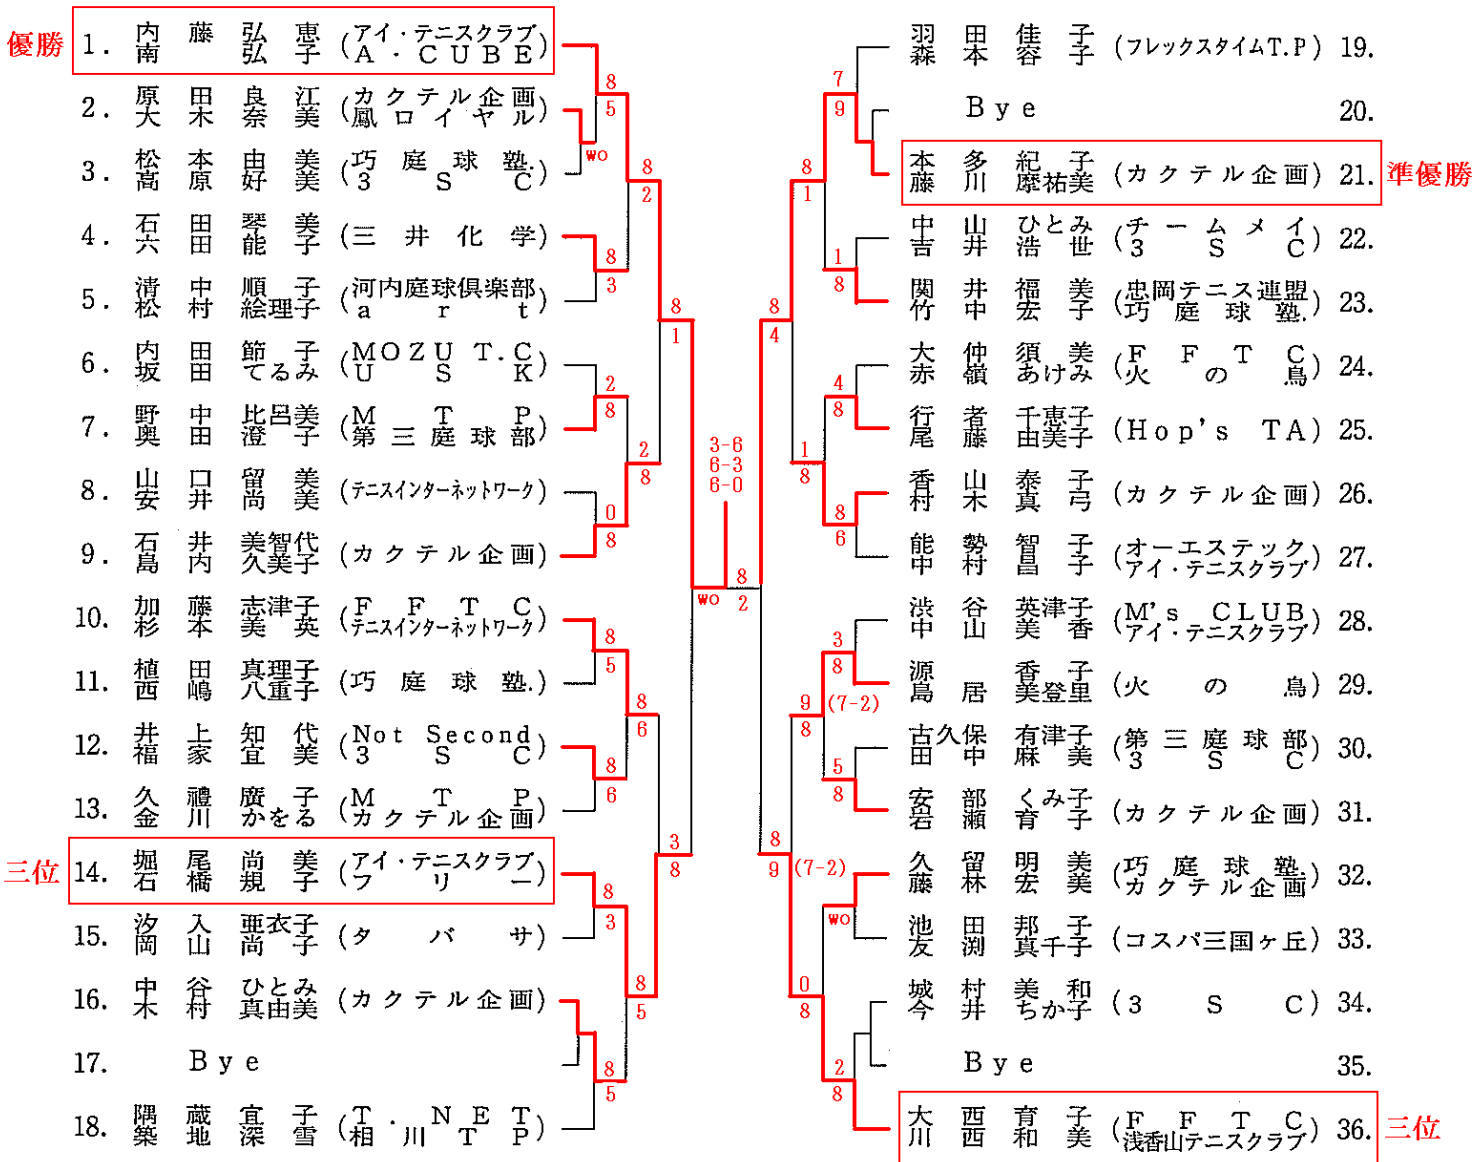 優勝
1. 内藤弘恵 (アイ・テニスクラブ
南弘子 A・CUBE)
2. 原田良江 (カクテル企画
大木奈美 鳳ロイヤル)
3. 松本由美 (巧庭球塾.
高原好美 3SC)
4. 石田琴美 (三井化学)
六田能子
5. 清中順子 (河内庭球倶楽部
松村絵理子 art)
6. 内田節子 (MOZU T.C
坂田てるみ USK)
7. 野中比呂美 (MTP
奥田澄子 第三庭球部)
8. 山口留美 (テニスインターネットワーク)
安井尚美
9. 石井美智代 (カクテル企画)
島内久美子
10. 加藤志津子 (FFTC
杉本美英 テニスインターネットワーク)
11. 植田真理子 (巧庭球塾.)
西嶋八重子
12. 井上知代 (Not Second
福家宜美 3SC)
13. 久禮廣子 (MTP
金川かをる カクテル企画)
三位
14. 堀尾尚美 (アイ・テニスクラブ
石橋規子 フリー)
15. 汐入亜衣子 (タバサ)
岡山尚子
16. 中谷ひとみ (カクテル企画)
木村真由美
17. Bye
18. 隅蔵宜子 (T.NET
築地深雪 相川TP)
8
5
wo
8
2
8
3
8
1
2
8
2
8
0
8
8
5
8
6
8
6
3
8
8
3
8
5
8
5
3-6
6-3
6-0
wo
8
2
7
9
8
1
1
8
8
4
4
8
1
8
8
6
3
8
9 (7-2)
8
5
8
8
9 (7-2)
wo
0
8
2
8
羽田佳子 (フレックスタイムT.P) 19.
森本容子
Bye 20.
本多紀子 (カクテル企画) 21.
藤川摩祐美
準優勝
中山ひとみ (チームメイ
吉井浩世 3SC) 22.
関井福美 (忠岡テニス連盟
竹中宏子 巧庭球塾.) 23.
大仲須美 (FFTC
赤嶺あけみ 火の鳥) 24.
行者千恵子 (Hop's TA) 25.
尾藤由美子
香山泰子 (カクテル企画) 26.
村木真弓
能勢智子 (オーエステック
中村昌子 アイ・テニスクラブ) 27.
渋谷英津子 (M's CLUB
中山美香 アイ・テニスクラブ) 28.
源香子 (火の鳥) 29.
島居美登里
古久保有津子 (第三庭球部
田中麻美 3SC) 30.
安部くみ子 (カクテル企画) 31.
岩瀬育子
久留明美 (巧庭球塾.
藤林宏美 カクテル企画) 32.
池田邦子 (コスパ三国ヶ丘) 33.
友渕真千子
城村美和 (3SC) 34.
今井ちか子
Bye 35.
大西育子 (FFTC
川西和美 浅香山テニスクラブ) 36.
三位